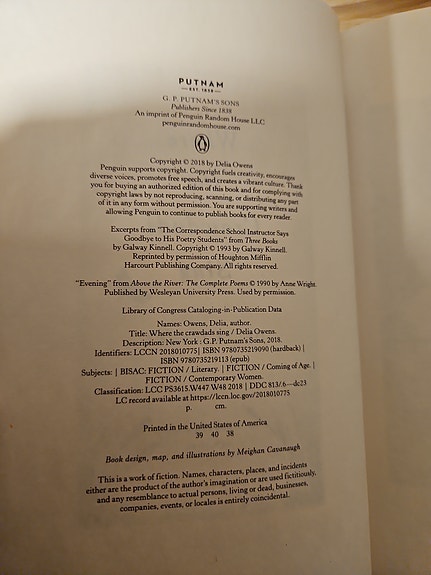 PUTNAM
—EST. 1838—
G. P. PUTNAM'S SONS
Publishers Since 1838
An imprint of Penguin Random House LLC
penguinrandomhouse.com
Copyright © 2018 by Delia Owens
Penguin supports copyright. Copyright fuels creativity, encourages
diverse voices, promotes free speech, and creates a vibrant culture. Thank
you for buying an authorized edition of this book and for complying with
copyright laws by not reproducing, scanning, or distributing any part
of it in any form without permission. You are supporting writers and
allowing Penguin to continue to publish books for every reader.
Excerpts from "The Correspondence School Instructor Says
Goodbye to His Poetry Students" from Three Books
by Galway Kinnell. Copyright © 1993 by Galway Kinnell.
Reprinted by permission of Houghton Mifflin
Harcourt Publishing Company. All rights reserved.
"Evening" from Above the River: The Complete Poems © 1990 by Anne Wright.
Published by Wesleyan University Press. Used by permission.
Library of Congress Cataloging-in-Publication Data
Names: Owens, Delia, author.
Title: Where the crawdads sing / Delia Owens.
Description: New York : G.P. Putnam's Sons, 2018.
Identifiers: LCCN 2018010775| ISBN 9780735219090 (hardback) |
ISBN 9780735219113 (epub)
Subjects: | BISAC: FICTION / Literary. | FICTION / Coming of Age. |
FICTION / Contemporary Women.
Classification: LCC PS3615.W447 W48 2018 | DDC 813/.6—dc23
LC record available at https://lccn.loc.gov/2018010775
p. cm.
Printed in the United States of America
39 40 38
Book design, map, and illustrations by Meighan Cavanaugh
This is a work of fiction. Names, characters, places, and incidents
either are the product of the author's imagination or are used fictitiously,
and any resemblance to actual persons, living or dead, businesses,
companies, events, or locales is entirely coincidental.